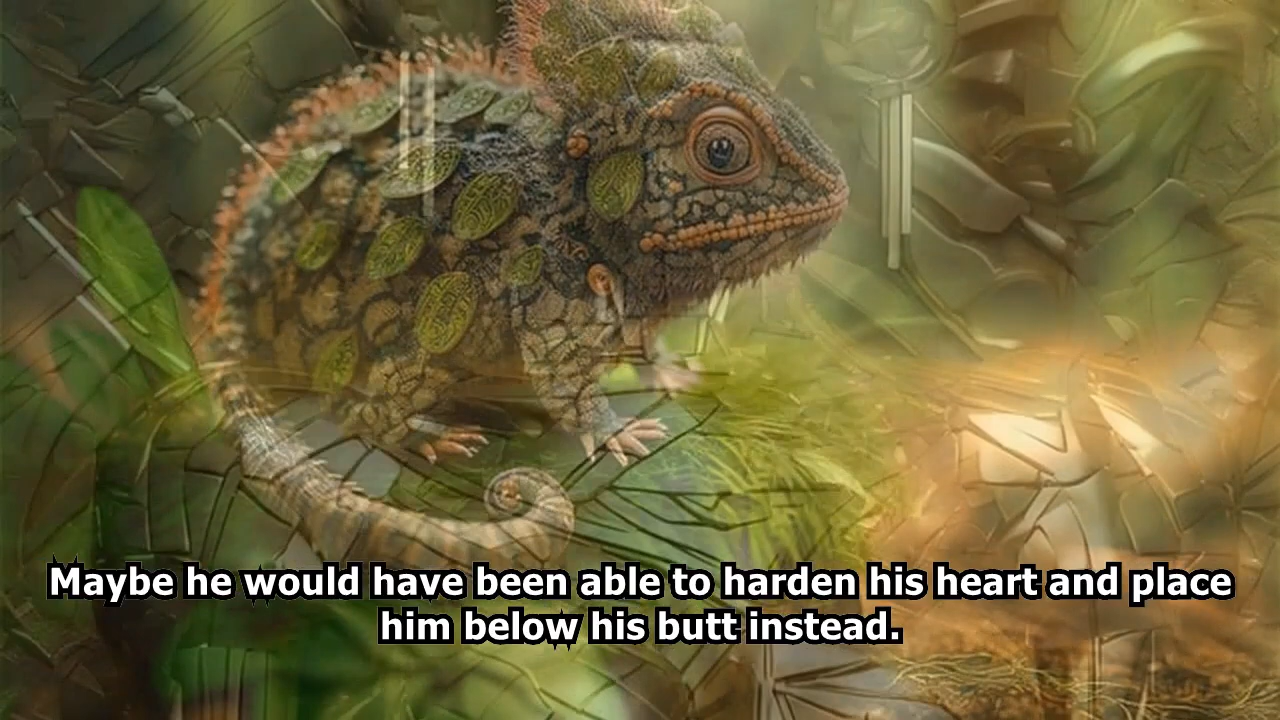 Maybe he would have been able to harden his heart and place
him below his butt instead.